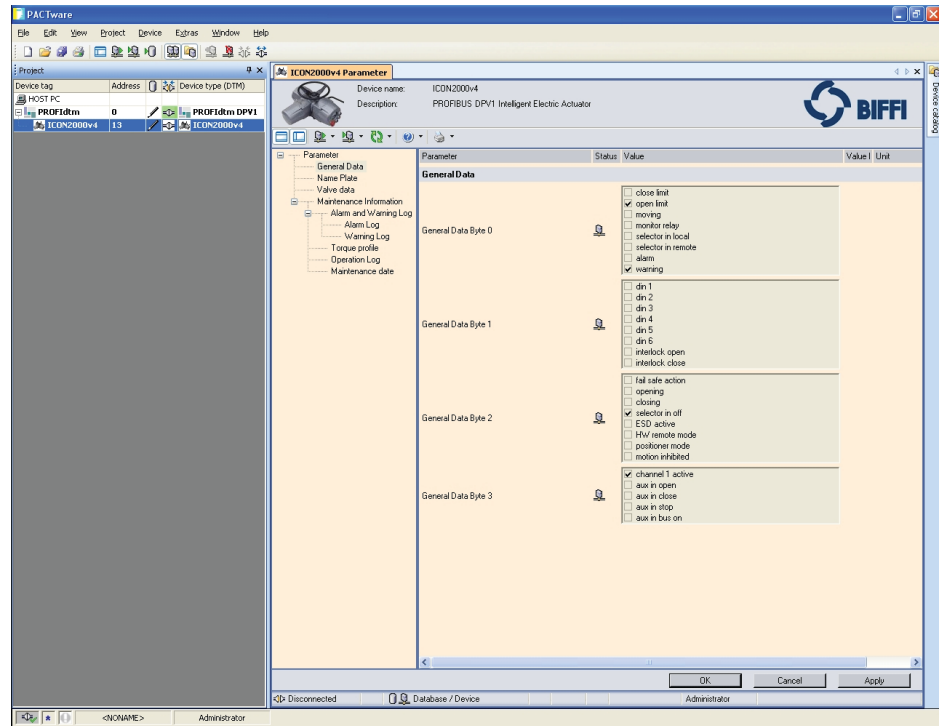 PACTware
File Edit View Project Device Extras Window Help
Project
Device tag Address Device type (DTM)
HOST PC
PROFIdtm 0 PROFIdtm DPV1
ICON2000v4 13 ICON2000v4
ICON2000v4 Parameter
Device name: ICON2000v4
Description: PROFIBUS DPV1 Intelligent Electric Actuator
BIFFI
Device catalog
Parameter
General Data
Name Plate
Valve data
Maintenance Information
Alarm and Warning Log
Alarm Log
Warning Log
Torque profile
Operation Log
Maintenance date
Parameter Status Value Value I Unit
General Data
General Data Byte 0
close limit
open limit
moving
monitor relay
selector in local
selector in remote
alarm
warning
General Data Byte 1
din 1
din 2
din 3
din 4
din 5
din 6
interlock open
interlock close
General Data Byte 2
fail safe action
opening
closing
selector in off
ESD active
HW remote mode
positioner mode
motion inhibited
General Data Byte 3
channel 1 active
aux in open
aux in close
aux in stop
aux in bus on
OK Cancel Apply
Disconnected Database / Device Administrator
<NONAME> Administrator